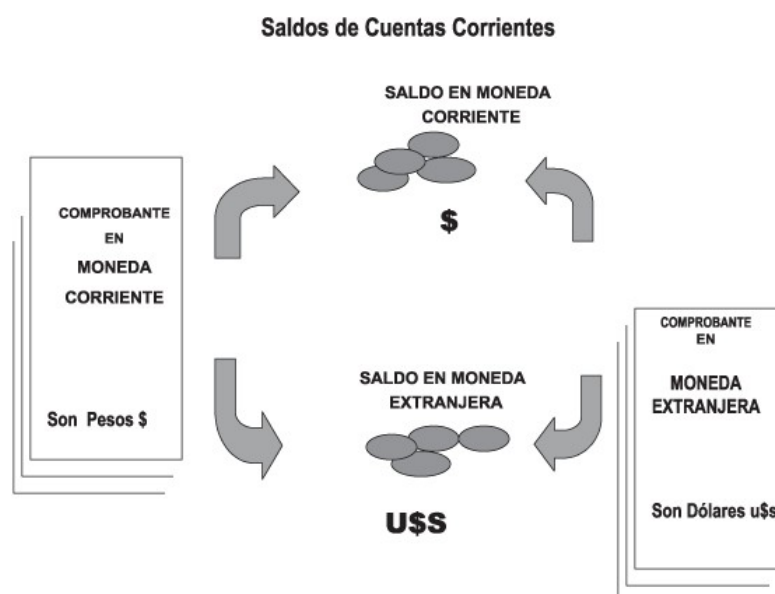 Saldos de Cuentas Corrientes
SALDO EN MONEDA
CORRIENTE
$
COMPROBANTE
EN
MONEDA
CORRIENTE
Son Pesos $
SALDO EN MONEDA
EXTRANJERA
U$S
COMPROBANTE
EN
MONEDA
EXTRANJERA
Son Dólares u$s